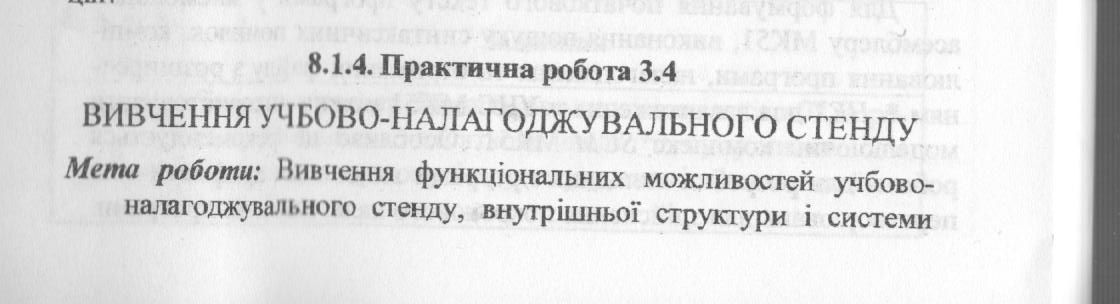 8.1.4. Практична робота 3.4
ВИВЧЕННЯ УЧБОВО-НАЛАГОДЖУВАЛЬНОГО СТЕНДУ
Мета роботи: Вивчення функціональних можливостей учбово-
налагоджувального стенду, внутрішньої структури і системи